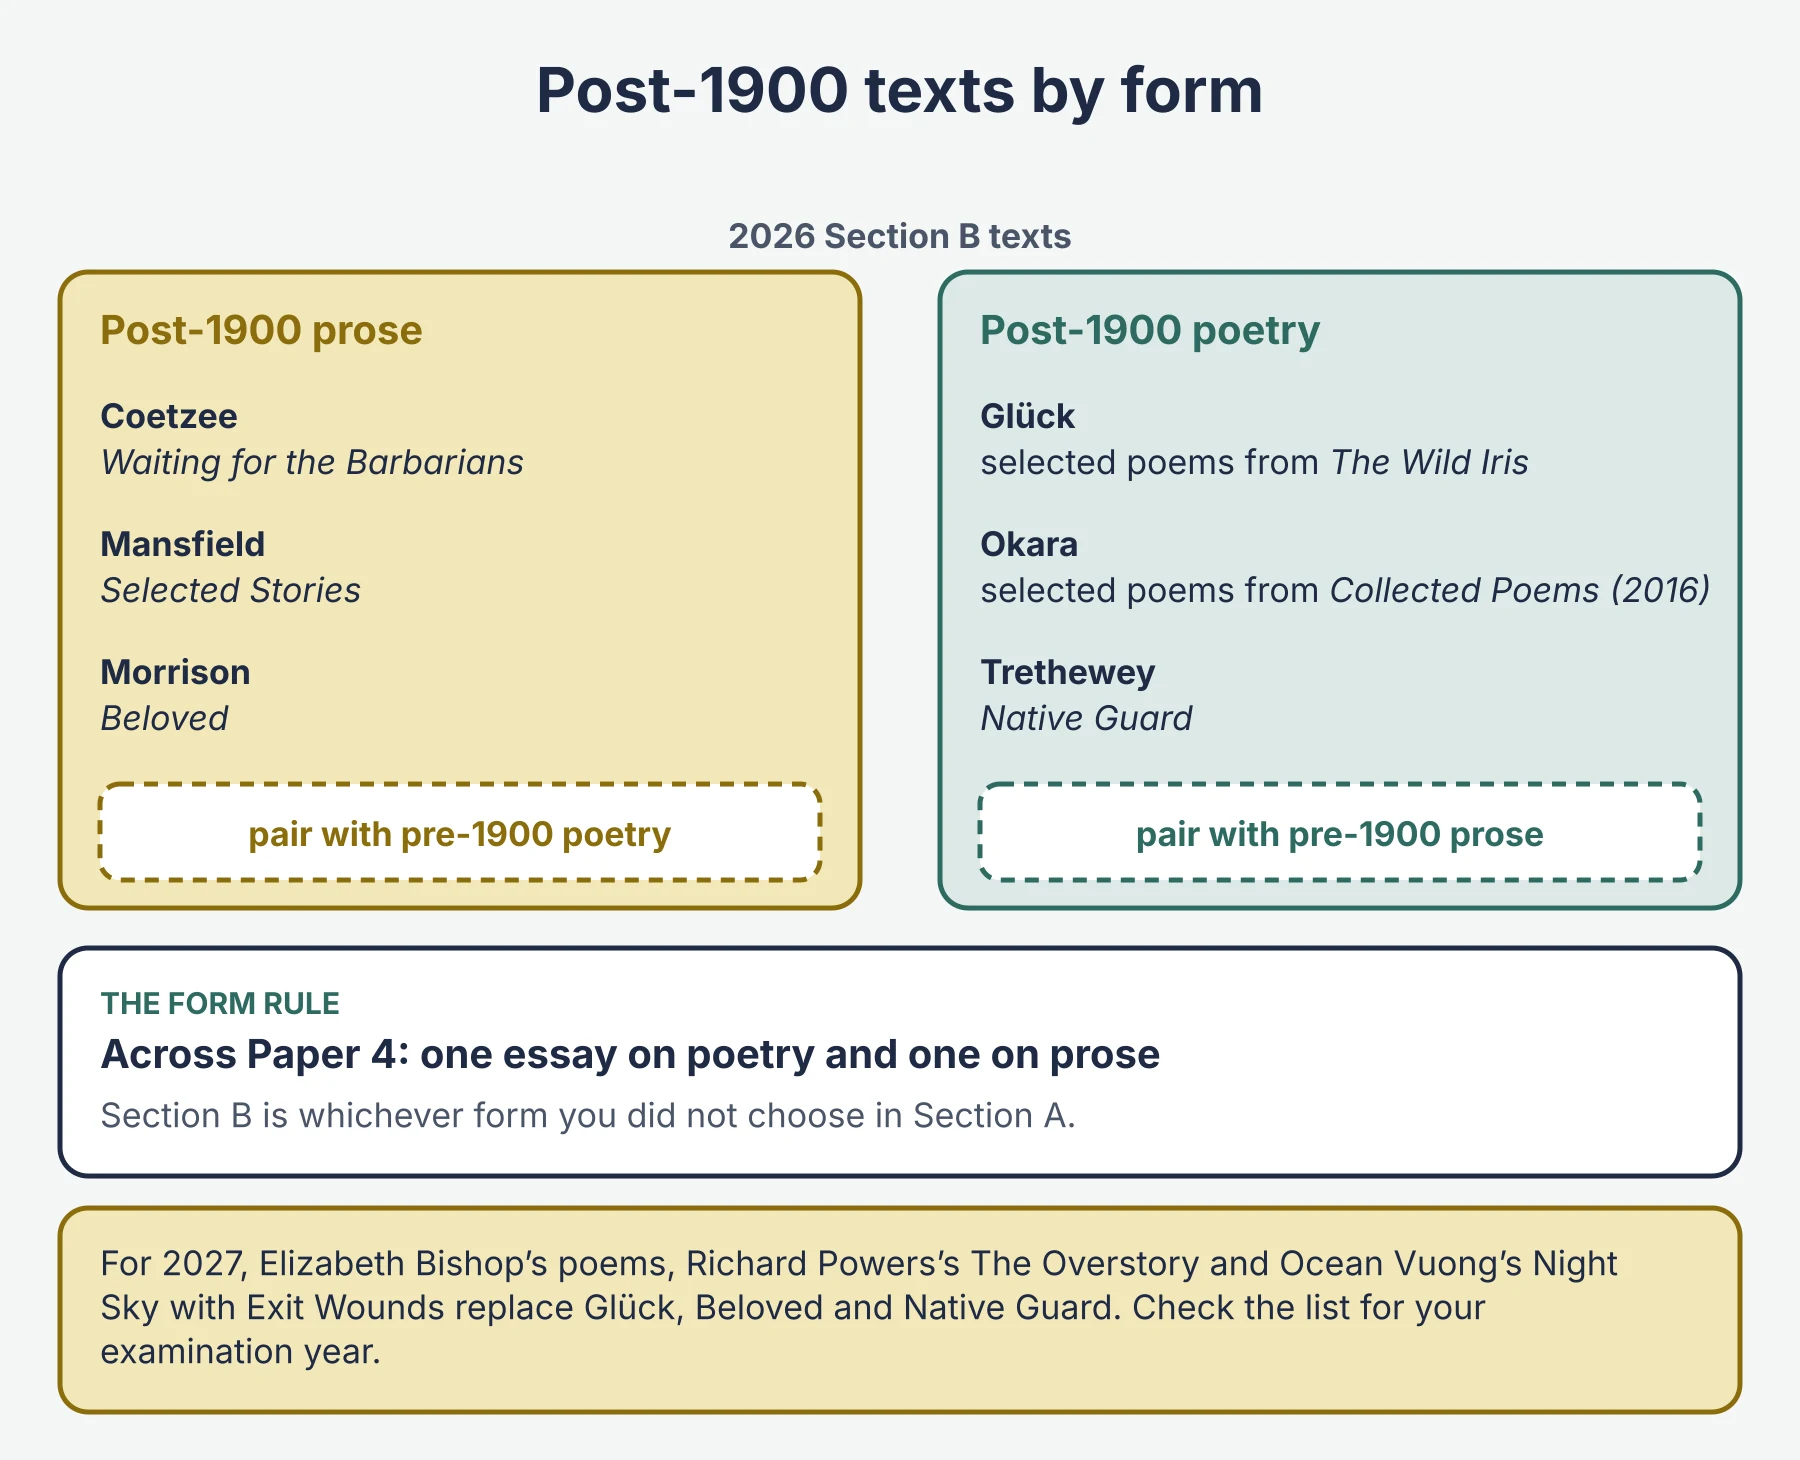 Post-1900 texts by form
2026 Section B texts
Post-1900 prose
Coetzee
Waiting for the Barbarians
Mansfield
Selected Stories
Morrison
Beloved
pair with pre-1900 poetry
Post-1900 poetry
Glück
selected poems from The Wild Iris
Okara
selected poems from Collected Poems (2016)
Trethewey
Native Guard
pair with pre-1900 prose
THE FORM RULE
Across Paper 4: one essay on poetry and one on prose
Section B is whichever form you did not choose in Section A.
For 2027, Elizabeth Bishop’s poems, Richard Powers’s The Overstory and Ocean Vuong’s Night
Sky with Exit Wounds replace Glück, Beloved and Native Guard. Check the list for your
examination year.